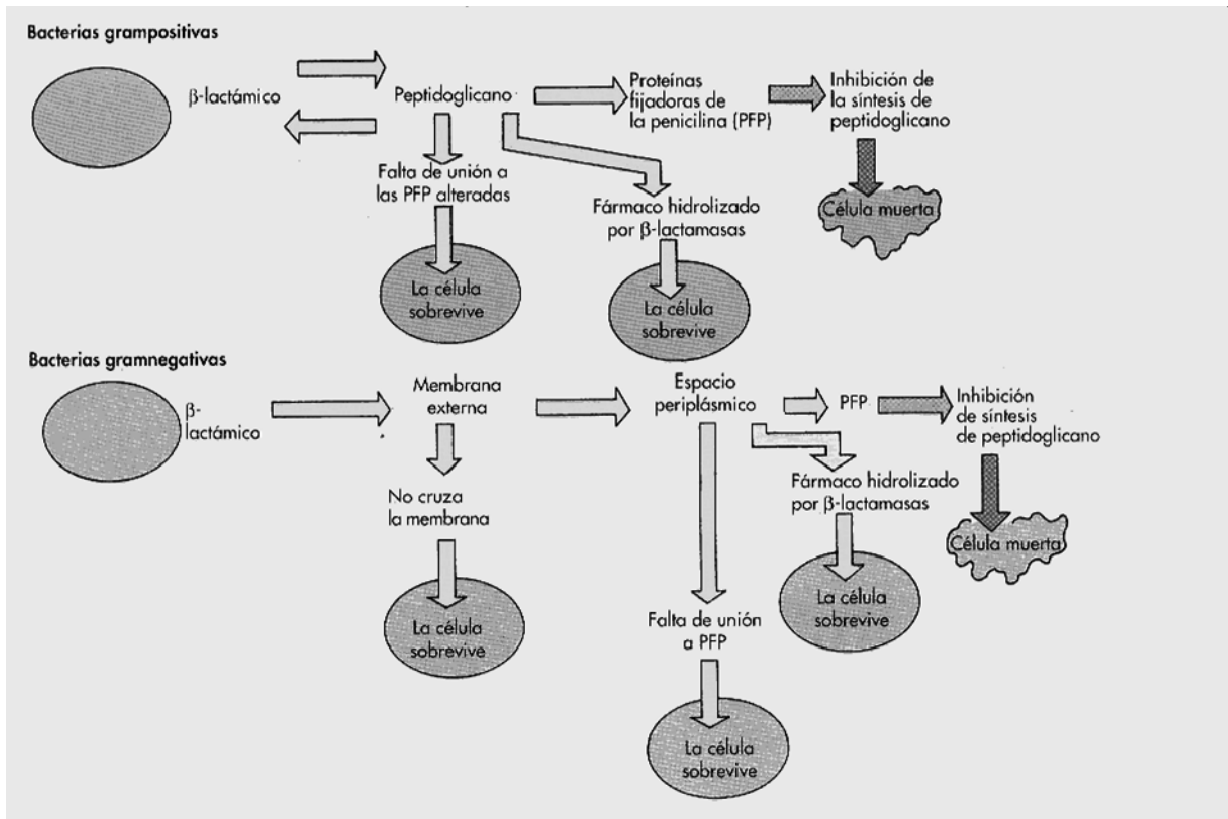 Bacterias grampositivas
β-lactámico
Peptidoglicano
Proteínas
fijadoras de
la penicilina (PFP)
Inhibición de
la síntesis de
peptidoglicano
Célula muerta
Falta de unión a
las PFP alteradas
La célula
sobrevive
Fármaco hidrolizado
por β-lactamasas
La célula
sobrevive
Bacterias gramnegativas
β-
lactámico
Membrana
externa
Espacio
periplásmico
PFP
Inhibición
de síntesis
de peptidoglicano
Célula muerta
No cruza
la membrana
La célula
sobrevive
Fármaco hidrolizado
por β-lactamasas
La célula
sobrevive
Falta de unión
a PFP
La célula
sobrevive